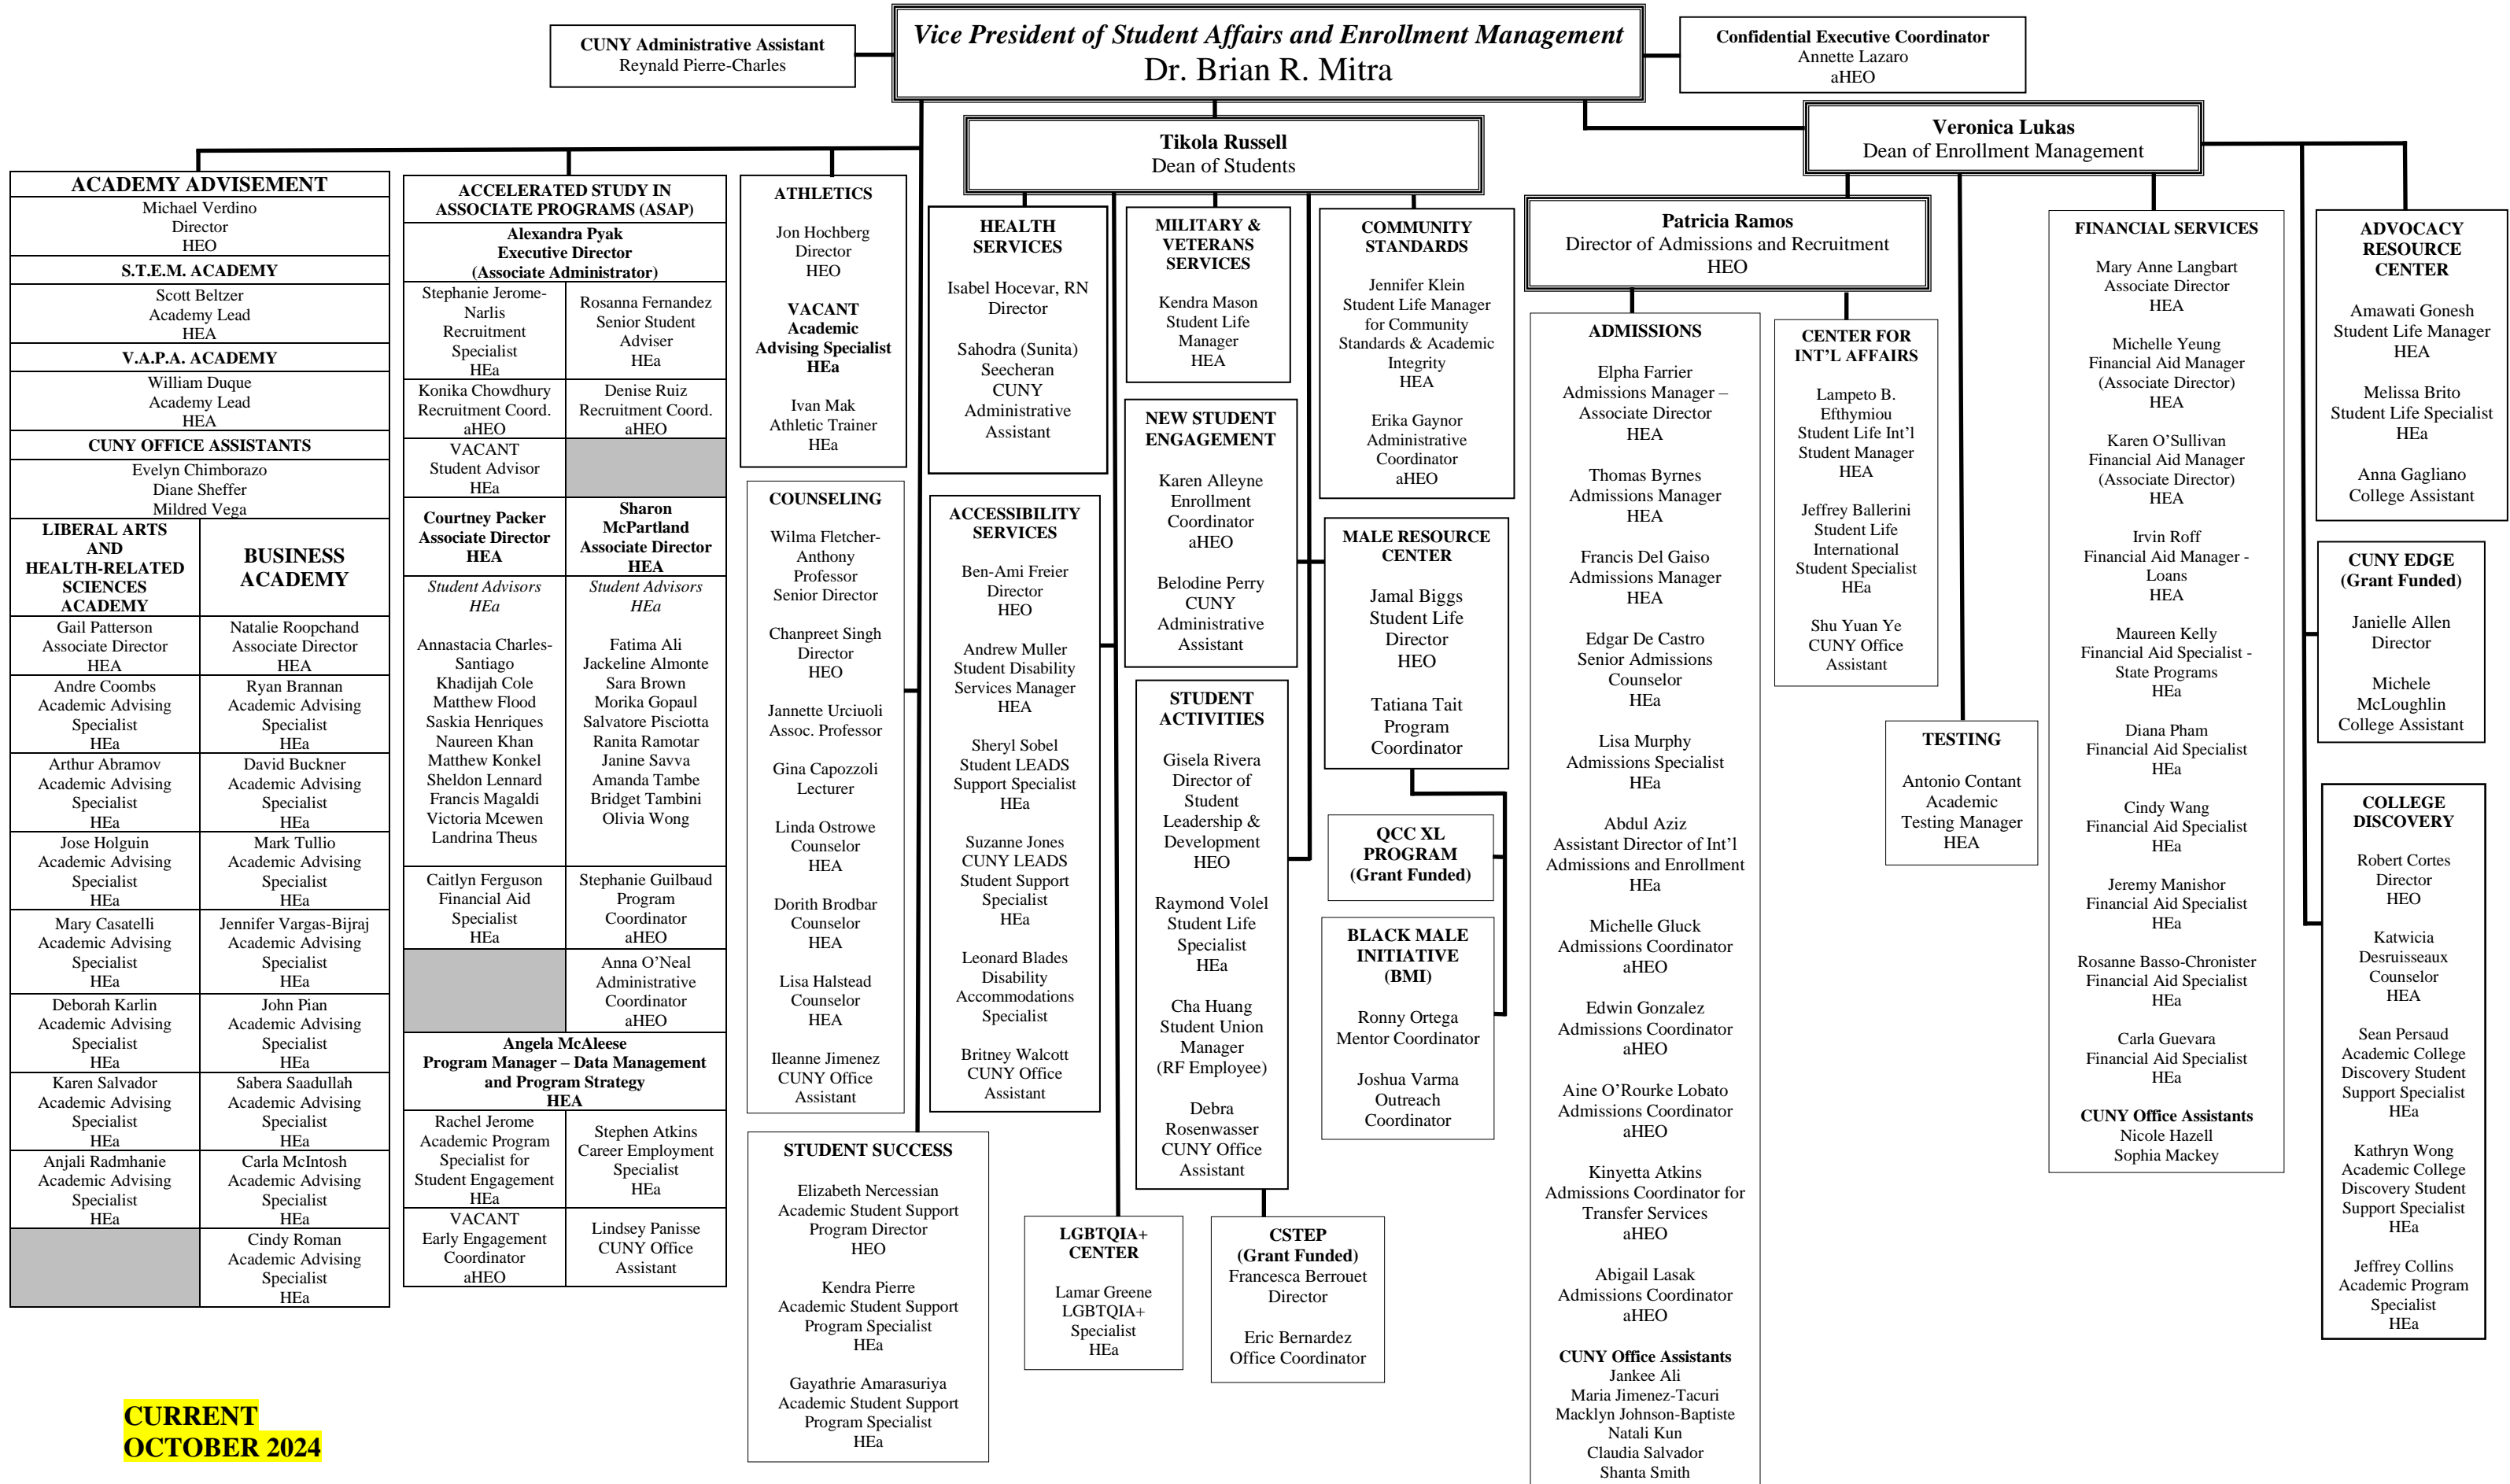 CUNY Administrative Assistant
Reynald Pierre-Charles
Vice President of Student Affairs and Enrollment Management
Dr. Brian R. Mitra
Confidential Executive Coordinator
Annette Lazaro
aHEO
Tikola Russell
Dean of Students
Veronica Lukas
Dean of Enrollment Management
ACADEMY ADVISEMENT
Michael Verdino
Director
HEO
S.T.E.M. ACADEMY
Scott Beltzer
Academy Lead
HEA
V.A.P.A. ACADEMY
William Duque
Academy Lead
HEA
CUNY OFFICE ASSISTANTS
Evelyn Chimborazo
Diane Sheffer
Mildred Vega
LIBERAL ARTS
AND
HEALTH-RELATED
SCIENCES
ACADEMY
Gail Patterson
Associate Director
HEA
Andre Coombs
Academic Advising
Specialist
HEa
Arthur Abramov
Academic Advising
Specialist
HEa
Jose Holguin
Academic Advising
Specialist
HEa
Mary Casatelli
Academic Advising
Specialist
HEa
Deborah Karlin
Academic Advising
Specialist
HEa
Karen Salvador
Academic Advising
Specialist
HEa
Anjali Radmhanie
Academic Advising
Specialist
HEa
BUSINESS
ACADEMY
Natalie Roopchand
Associate Director
HEA
Ryan Brannan
Academic Advising
Specialist
HEa
David Buckner
Academic Advising
Specialist
HEa
Mark Tullio
Academic Advising
Specialist
HEa
Jennifer Vargas-Bijraj
Academic Advising
Specialist
HEa
John Pian
Academic Advising
Specialist
HEa
Sabera Saadullah
Academic Advising
Specialist
HEa
Carla McIntosh
Academic Advising
Specialist
HEa
Cindy Roman
Academic Advising
Specialist
HEa
ACCELERATED STUDY IN
ASSOCIATE PROGRAMS (ASAP)
Alexandra Pyak
Executive Director
(Associate Administrator)
Stephanie Jerome-
Narlis
Recruitment
Specialist
HEa
Rosanna Fernandez
Senior Student
Adviser
HEa
Konika Chowdhury
Recruitment Coord.
aHEO
Denise Ruiz
Recruitment Coord.
aHEO
VACANT
Student Advisor
HEa
Courtney Packer
Associate Director
HEA
Sharon
McPartland
Associate Director
HEA
Student Advisors
HEa
Annastacia Charles-
Santiago
Khadijah Cole
Matthew Flood
Saskia Henriques
Naureen Khan
Matthew Konkel
Sheldon Lennard
Francis Magaldi
Victoria Mcewen
Landrina Theus
Student Advisors
HEa
Fatima Ali
Jackeline Almonte
Sara Brown
Morika Gopaul
Salvatore Pisciotta
Ranita Ramotar
Janine Savva
Amanda Tambe
Bridget Tambini
Olivia Wong
Caitlyn Ferguson
Financial Aid
Specialist
HEa
Stephanie Guilbaud
Program
Coordinator
aHEO
Anna O’Neal
Administrative
Coordinator
aHEO
Angela McAleese
Program Manager – Data Management
and Program Strategy
HEA
Rachel Jerome
Academic Program
Specialist for
Student Engagement
HEa
Stephen Atkins
Career Employment
Specialist
HEa
VACANT
Early Engagement
Coordinator
aHEO
Lindsey Panisse
CUNY Office
Assistant
ATHLETICS
Jon Hochberg
Director
HEO
VACANT
Academic
Advising Specialist
HEa
Ivan Mak
Athletic Trainer
HEa
COUNSELING
Wilma Fletcher-
Anthony
Professor
Senior Director
Chanpreet Singh
Director
HEO
Jannette Urciuoli
Assoc. Professor
Gina Capozzoli
Lecturer
Linda Ostrowe
Counselor
HEA
Dorith Brodbar
Counselor
HEA
Lisa Halstead
Counselor
HEA
Ileanne Jimenez
CUNY Office
Assistant
STUDENT SUCCESS
Elizabeth Nercessian
Academic Student Support
Program Director
HEO
Kendra Pierre
Academic Student Support
Program Specialist
HEa
Gayathrie Amarasuriya
Academic Student Support
Program Specialist
HEa
HEALTH
SERVICES
Isabel Hocevar, RN
Director
Sahodra (Sunita)
Seecheran
CUNY
Administrative
Assistant
ACCESSIBILITY
SERVICES
Ben-Ami Freier
Director
HEO
Andrew Muller
Student Disability
Services Manager
HEA
Sheryl Sobel
Student LEADS
Support Specialist
HEa
Suzanne Jones
CUNY LEADS
Student Support
Specialist
HEa
Leonard Blades
Disability
Accommodations
Specialist
Britney Walcott
CUNY Office
Assistant
MILITARY &
VETERANS
SERVICES
Kendra Mason
Student Life
Manager
HEA
NEW STUDENT
ENGAGEMENT
Karen Alleyne
Enrollment
Coordinator
aHEO
Belodine Perry
CUNY
Administrative
Assistant
STUDENT
ACTIVITIES
Gisela Rivera
Director of
Student
Leadership &
Development
HEO
Raymond Volel
Student Life
Specialist
HEa
Cha Huang
Student Union
Manager
(RF Employee)
Debra
Rosenwasser
CUNY Office
Assistant
LGBTQIA+
CENTER
Lamar Greene
LGBTQIA+
Specialist
HEa
CSTEP
(Grant Funded)
Francesca Berrouet
Director
Eric Bernardez
Office Coordinator
COMMUNITY
STANDARDS
Jennifer Klein
Student Life Manager
for Community
Standards & Academic
Integrity
HEA
Erika Gaynor
Administrative
Coordinator
aHEO
MALE RESOURCE
CENTER
Jamal Biggs
Student Life
Director
HEO
Tatiana Tait
Program
Coordinator
QCC XL
PROGRAM
(Grant Funded)
BLACK MALE
INITIATIVE
(BMI)
Ronny Ortega
Mentor Coordinator
Joshua Varma
Outreach
Coordinator
Patricia Ramos
Director of Admissions and Recruitment
HEO
ADMISSIONS
Elpha Farrier
Admissions Manager –
Associate Director
HEA
Thomas Byrnes
Admissions Manager
HEA
Francis Del Gaiso
Admissions Manager
HEA
Edgar De Castro
Senior Admissions
Counselor
HEa
Lisa Murphy
Admissions Specialist
HEa
Abdul Aziz
Assistant Director of Int’l
Admissions and Enrollment
HEa
Michelle Gluck
Admissions Coordinator
aHEO
Edwin Gonzalez
Admissions Coordinator
aHEO
Aine O’Rourke Lobato
Admissions Coordinator
aHEO
Kinyetta Atkins
Admissions Coordinator for
Transfer Services
aHEO
Abigail Lasak
Admissions Coordinator
aHEO
CUNY Office Assistants
Jankee Ali
Maria Jimenez-Tacuri
Macklyn Johnson-Baptiste
Natali Kun
Claudia Salvador
Shanta Smith
CENTER FOR
INT’L AFFAIRS
Lampeto B.
Efthymiou
Student Life Int’l
Student Manager
HEA
Jeffrey Ballerini
Student Life
International
Student Specialist
HEa
Shu Yuan Ye
CUNY Office
Assistant
TESTING
Antonio Contant
Academic
Testing Manager
HEA
FINANCIAL SERVICES
Mary Anne Langbart
Associate Director
HEA
Michelle Yeung
Financial Aid Manager
(Associate Director)
HEA
Karen O’Sullivan
Financial Aid Manager
(Associate Director)
HEA
Irvin Roff
Financial Aid Manager -
Loans
HEA
Maureen Kelly
Financial Aid Specialist -
State Programs
HEa
Diana Pham
Financial Aid Specialist
HEa
Cindy Wang
Financial Aid Specialist
HEa
Jeremy Manishor
Financial Aid Specialist
HEa
Rosanne Basso-Chronister
Financial Aid Specialist
HEa
Carla Guevara
Financial Aid Specialist
HEa
CUNY Office Assistants
Nicole Hazell
Sophia Mackey
ADVOCACY
RESOURCE
CENTER
Amawati Gonesh
Student Life Manager
HEA
Melissa Brito
Student Life Specialist
HEa
Anna Gagliano
College Assistant
CUNY EDGE
(Grant Funded)
Janielle Allen
Director
Michele
McLoughlin
College Assistant
COLLEGE
DISCOVERY
Robert Cortes
Director
HEO
Katwicia
Desruisseaux
Counselor
HEA
Sean Persaud
Academic College
Discovery Student
Support Specialist
HEa
Kathryn Wong
Academic College
Discovery Student
Support Specialist
HEa
Jeffrey Collins
Academic Program
Specialist
HEa
CURRENT
OCTOBER 2024